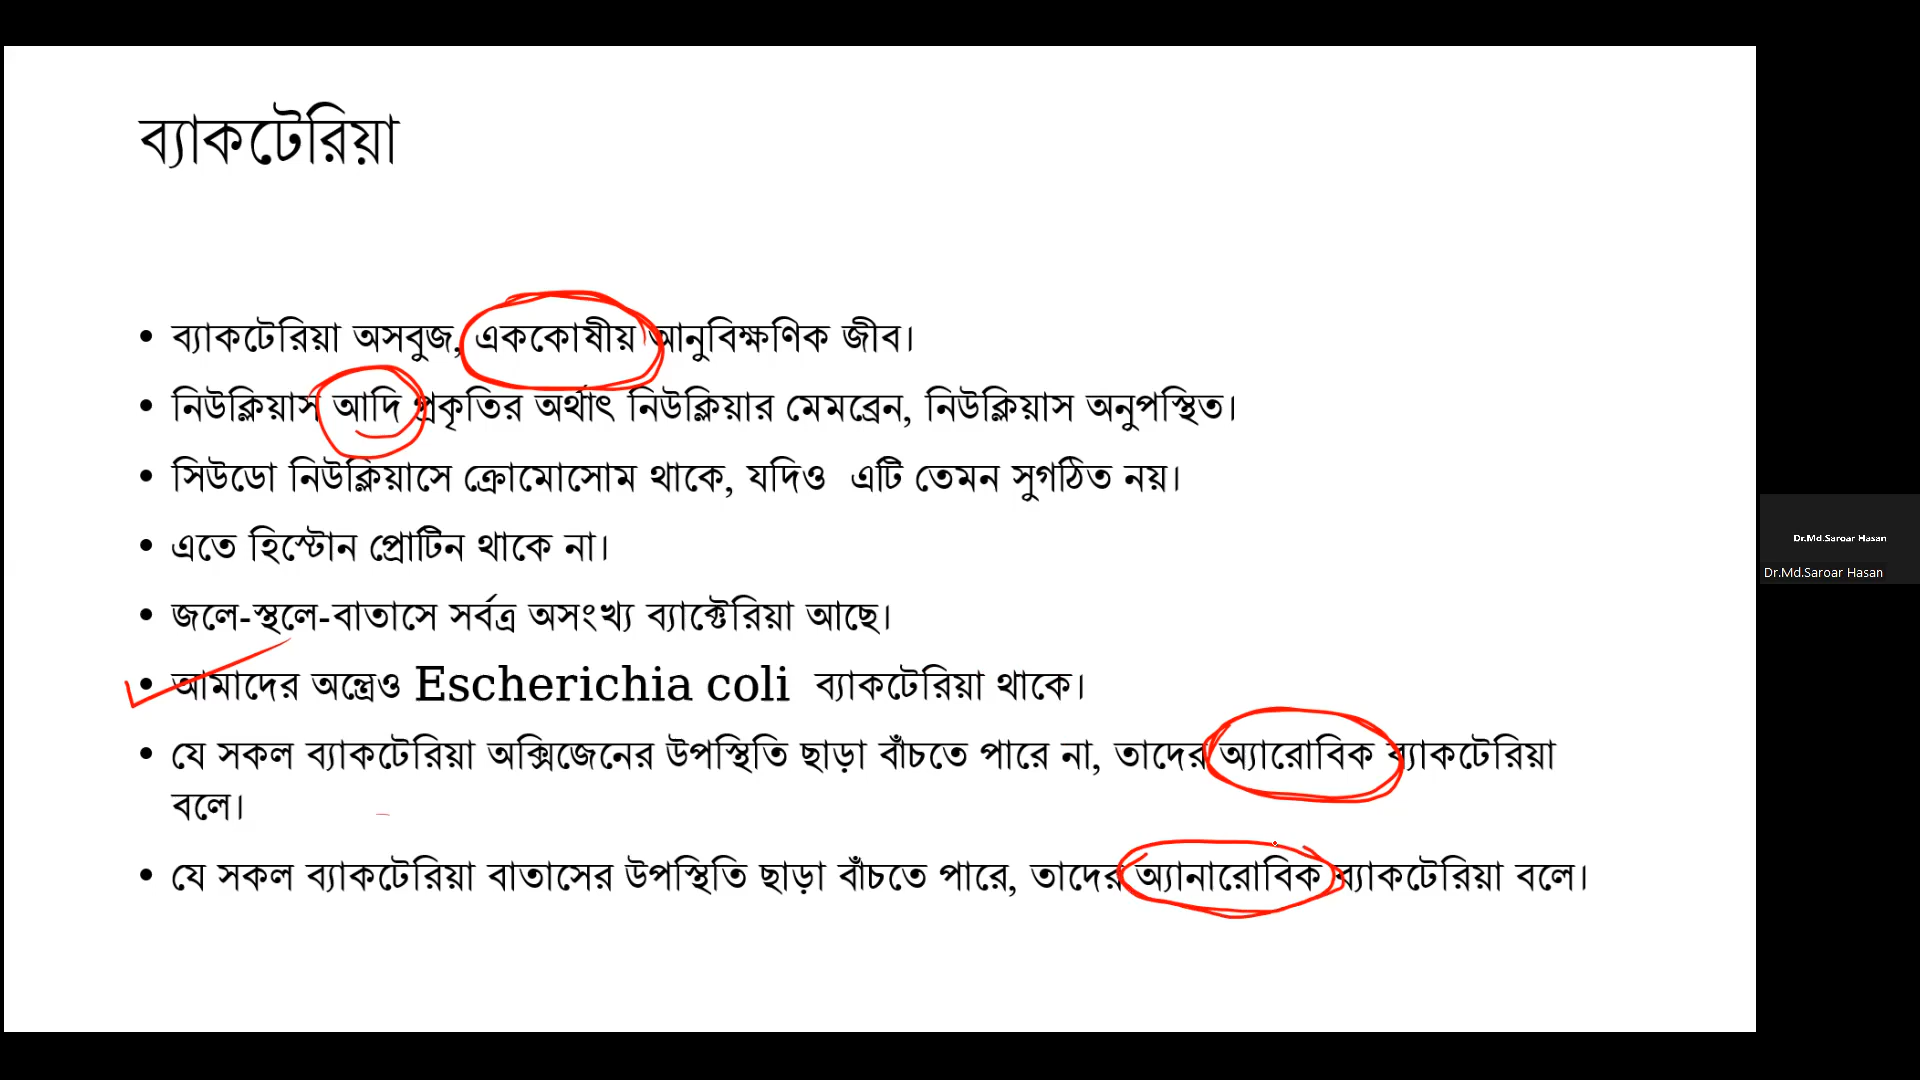 ব্যাকটেরিয়া
• ব্যাকটেরিয়া অসবুজ, এককোষীয় আনুবিক্ষণিক জীব।
• নিউক্লিয়াস আদি প্রকৃতির অর্থাৎ নিউক্লিয়ার মেমব্রেন, নিউক্লিয়াস অনুপস্থিত।
• সিউডো নিউক্লিয়াসে ক্রোমোসোম থাকে, যদিও এটি তেমন সুগঠিত নয়।
• এতে হিস্টোন প্রোটিন থাকে না।
• জলে-স্থলে-বাতাসে সর্বত্র অসংখ্য ব্যাক্টেরিয়া আছে।
• আমাদের অন্ত্রেও Escherichia coli ব্যাকটেরিয়া থাকে।
• যে সকল ব্যাকটেরিয়া অক্সিজেনের উপস্থিতি ছাড়া বাঁচতে পারে না, তাদের অ্যারোবিক ব্যাকটেরিয়া
বলে।
• যে সকল ব্যাকটেরিয়া বাতাসের উপস্থিতি ছাড়া বাঁচতে পারে, তাদের অ্যানারোবিক ব্যাকটেরিয়া বলে।
Dr.Md.Saroar Hasan
Dr.Md.Saroar Hasan